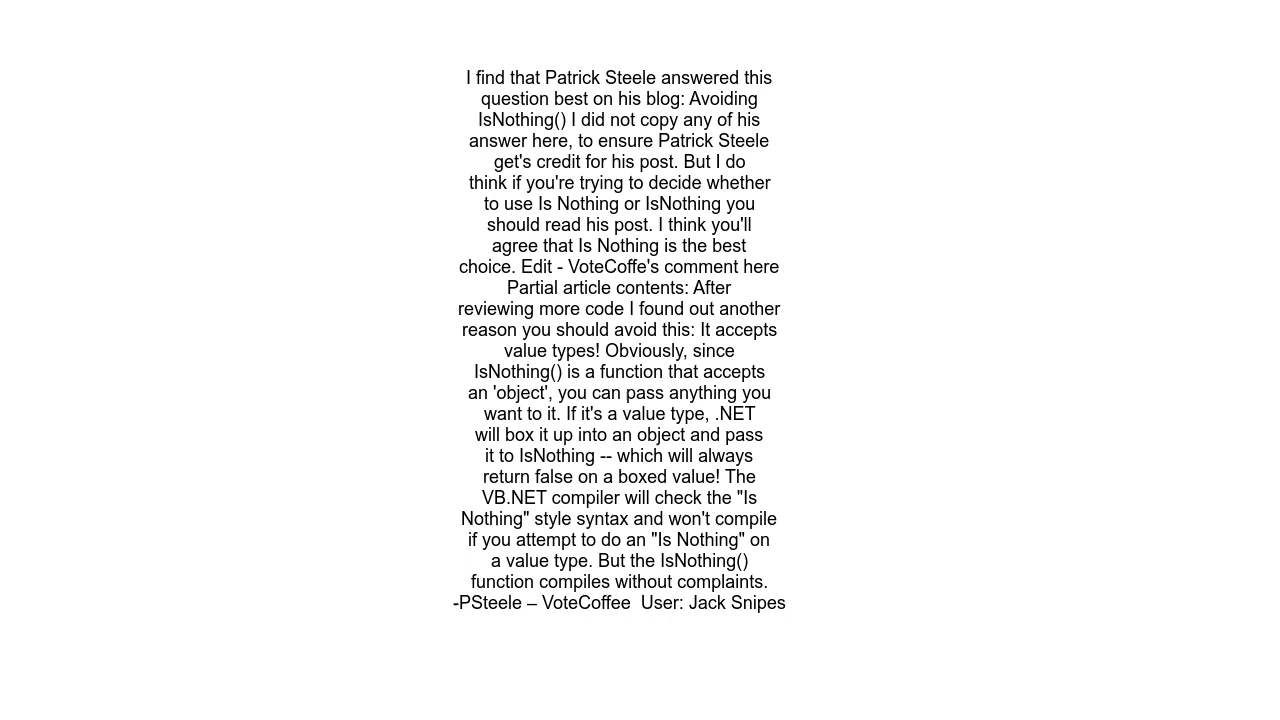 I find that Patrick Steele answered this
question best on his blog: Avoiding
IsNothing() I did not copy any of his
answer here, to ensure Patrick Steele
get's credit for his post. But I do
think if you're trying to decide whether
to use Is Nothing or IsNothing you
should read his post. I think you'll
agree that Is Nothing is the best
choice. Edit - VoteCoffe's comment here
Partial article contents: After
reviewing more code I found out another
reason you should avoid this: It accepts
value types! Obviously, since
IsNothing() is a function that accepts
an 'object', you can pass anything you
want to it. If it's a value type, .NET
will box it up into an object and pass
it to IsNothing -- which will always
return false on a boxed value! The
VB.NET compiler will check the "Is
Nothing" style syntax and won't compile
if you attempt to do an "Is Nothing" on
a value type. But the IsNothing()
function compiles without complaints.
-PSteele – VoteCoffee  User: Jack Snipes